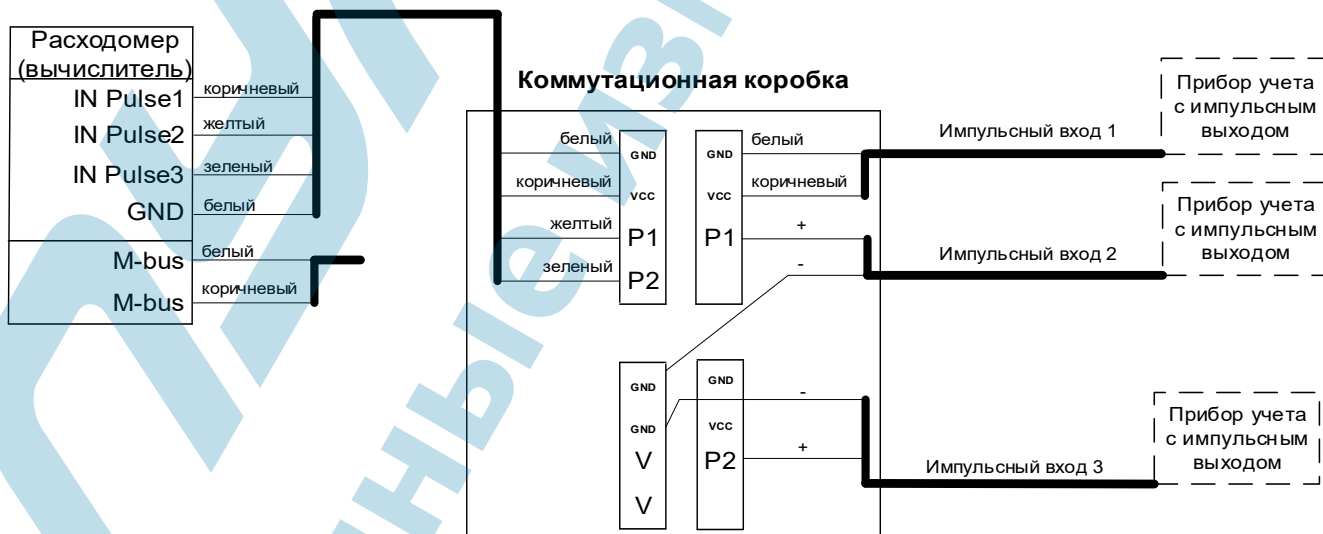 Расходомер
(вычислитель)
IN Pulse1
коричневый
IN Pulse2
желтый
IN Pulse3
зеленый
GND
белый
M-bus
белый
M-bus
коричневый
Коммутационная коробка
белый
GND
коричневый
VCC
желтый
P1
зеленый
P2
GND
белый
VCC
коричневый
P1
+
-
GND
GND
V
V
GND
-
VCC
P2
+
Импульсный вход 1
Прибор учета
с импульсным
выходом
Импульсный вход 2
Прибор учета
с импульсным
выходом
Импульсный вход 3
Прибор учета
с импульсным
выходом